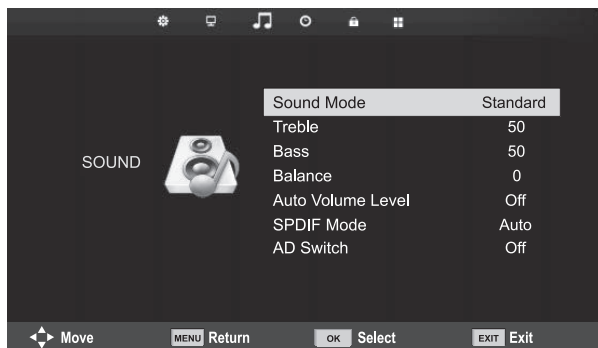 Sound Mode Standard
Treble 50
Bass 50
SOUND
Balance 0
Auto Volume Level Off
SPDIF Mode Auto
AD Switch Off
Move MENU Return OK Select EXIT Exit